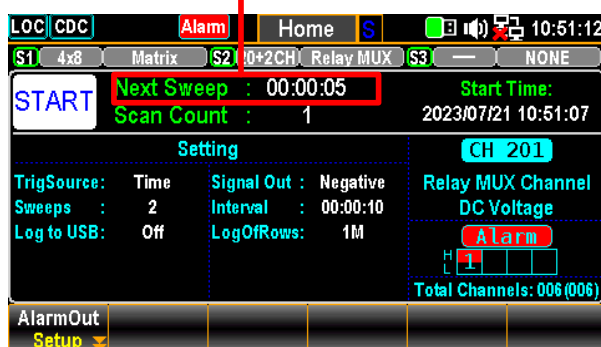 LOC CDC Alarm Home S 10:51:12
S1 4x8 Matrix S2 20+2CH Relay MUX S3 — NONE
START
Next Sweep : 00:00:05
Scan Count : 1
Start Time:
2023/07/21 10:51:07
Setting
TrigSource: Time Signal Out : Negative
Sweeps : 2 Interval : 00:00:10
Log to USB: Off LogOfRows: 1M
CH 201
Relay MUX Channel
DC Voltage
Alarm
H 1
L
Total Channels: 006 (006)
AlarmOut
Setup